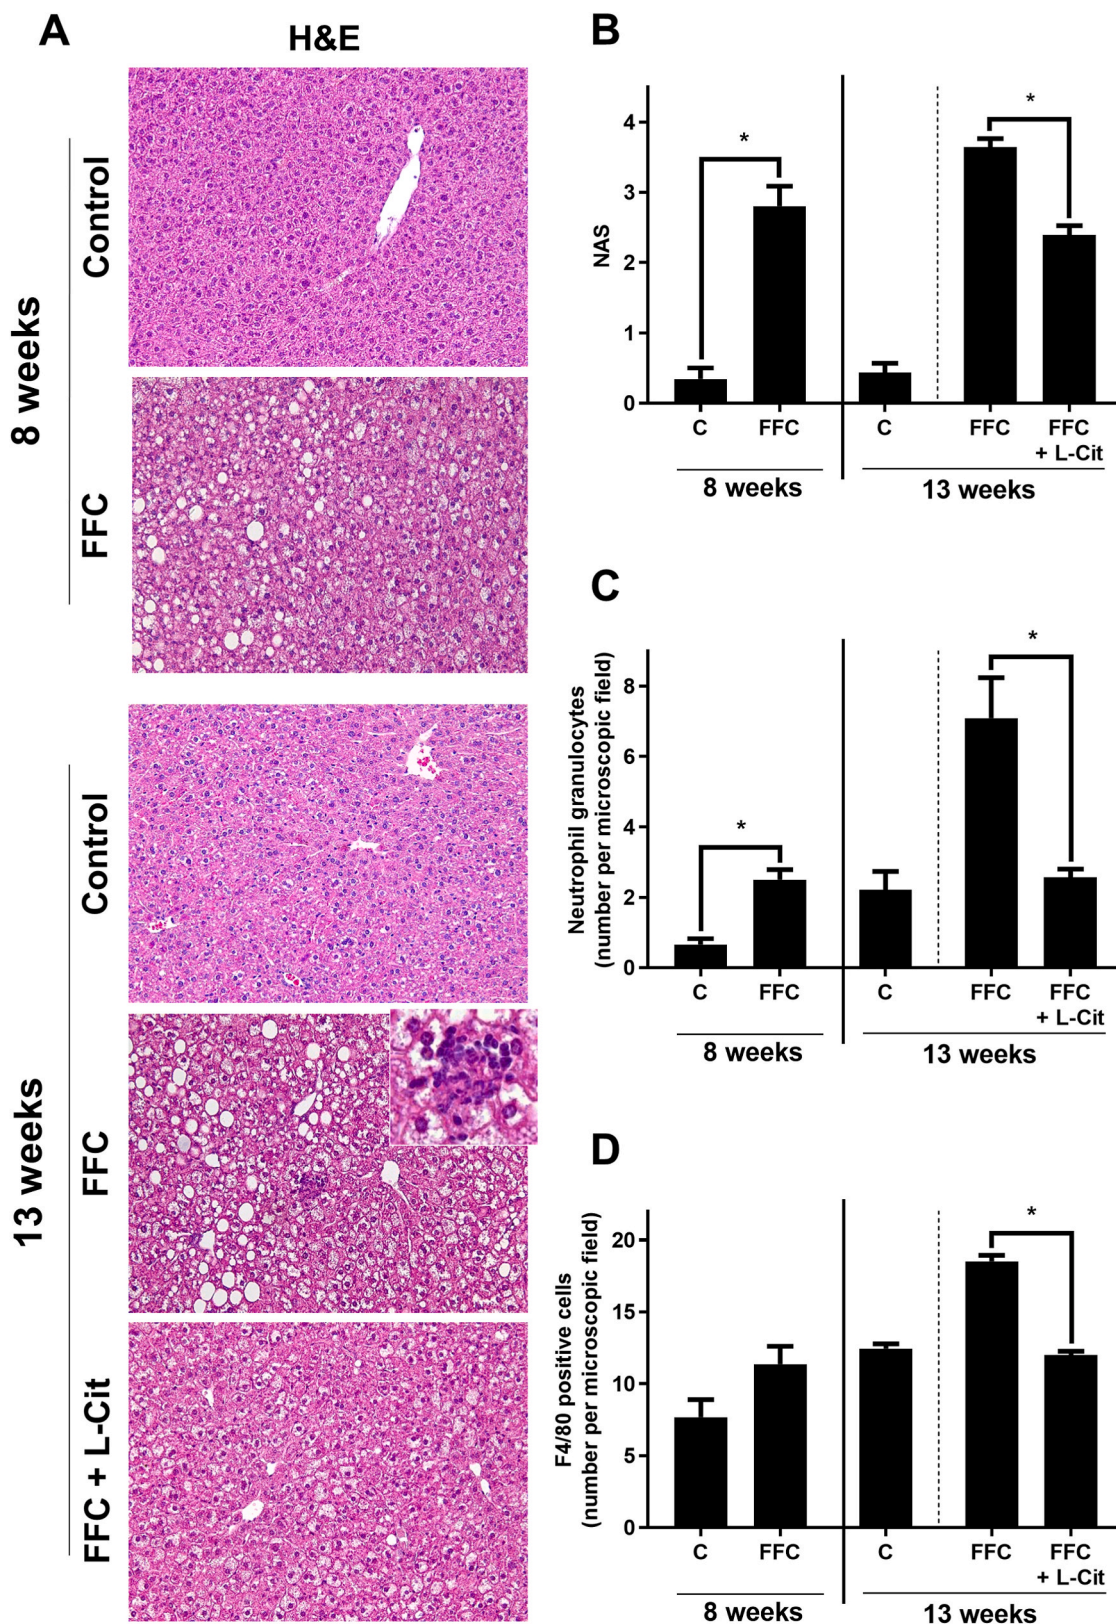 A
H&E
8 weeks
Control
FFC
13 weeks
Control
FFC
FFC + L-Cit
B
NAS
4
3
2
1
0
*
*
C
FFC
C
FFC
FFC
+ L-Cit
8 weeks
13 weeks
C
Neutrophil granulocytes
(number per microscopic field)
8
6
4
2
0
*
*
C
FFC
C
FFC
FFC
+ L-Cit
8 weeks
13 weeks
D
F4/80 positive cells
(number per microscopic field)
20
15
10
5
0
*
C
FFC
C
FFC
FFC
+ L-Cit
8 weeks
13 weeks